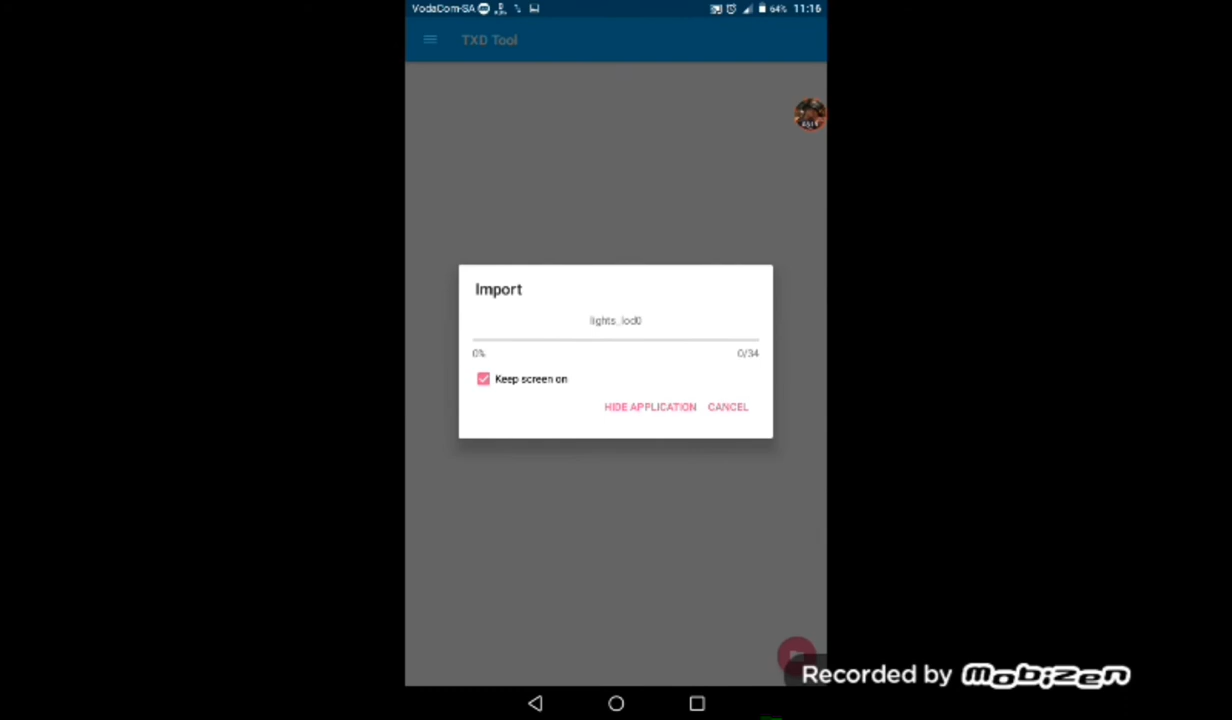 VodaCom-SA
64% 11:16
TXD Tool
Import
lights_lod0
0% 0/34
Keep screen on
HIDE APPLICATION CANCEL
Recorded by mobizen